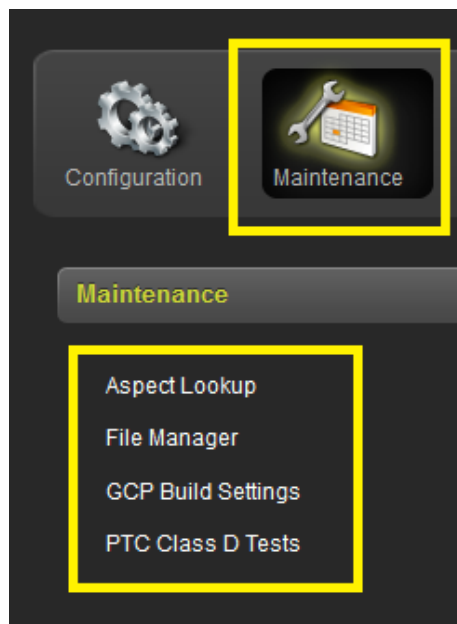 Configuration
Maintenance
Maintenance
Aspect Lookup
File Manager
GCP Build Settings
PTC Class D Tests